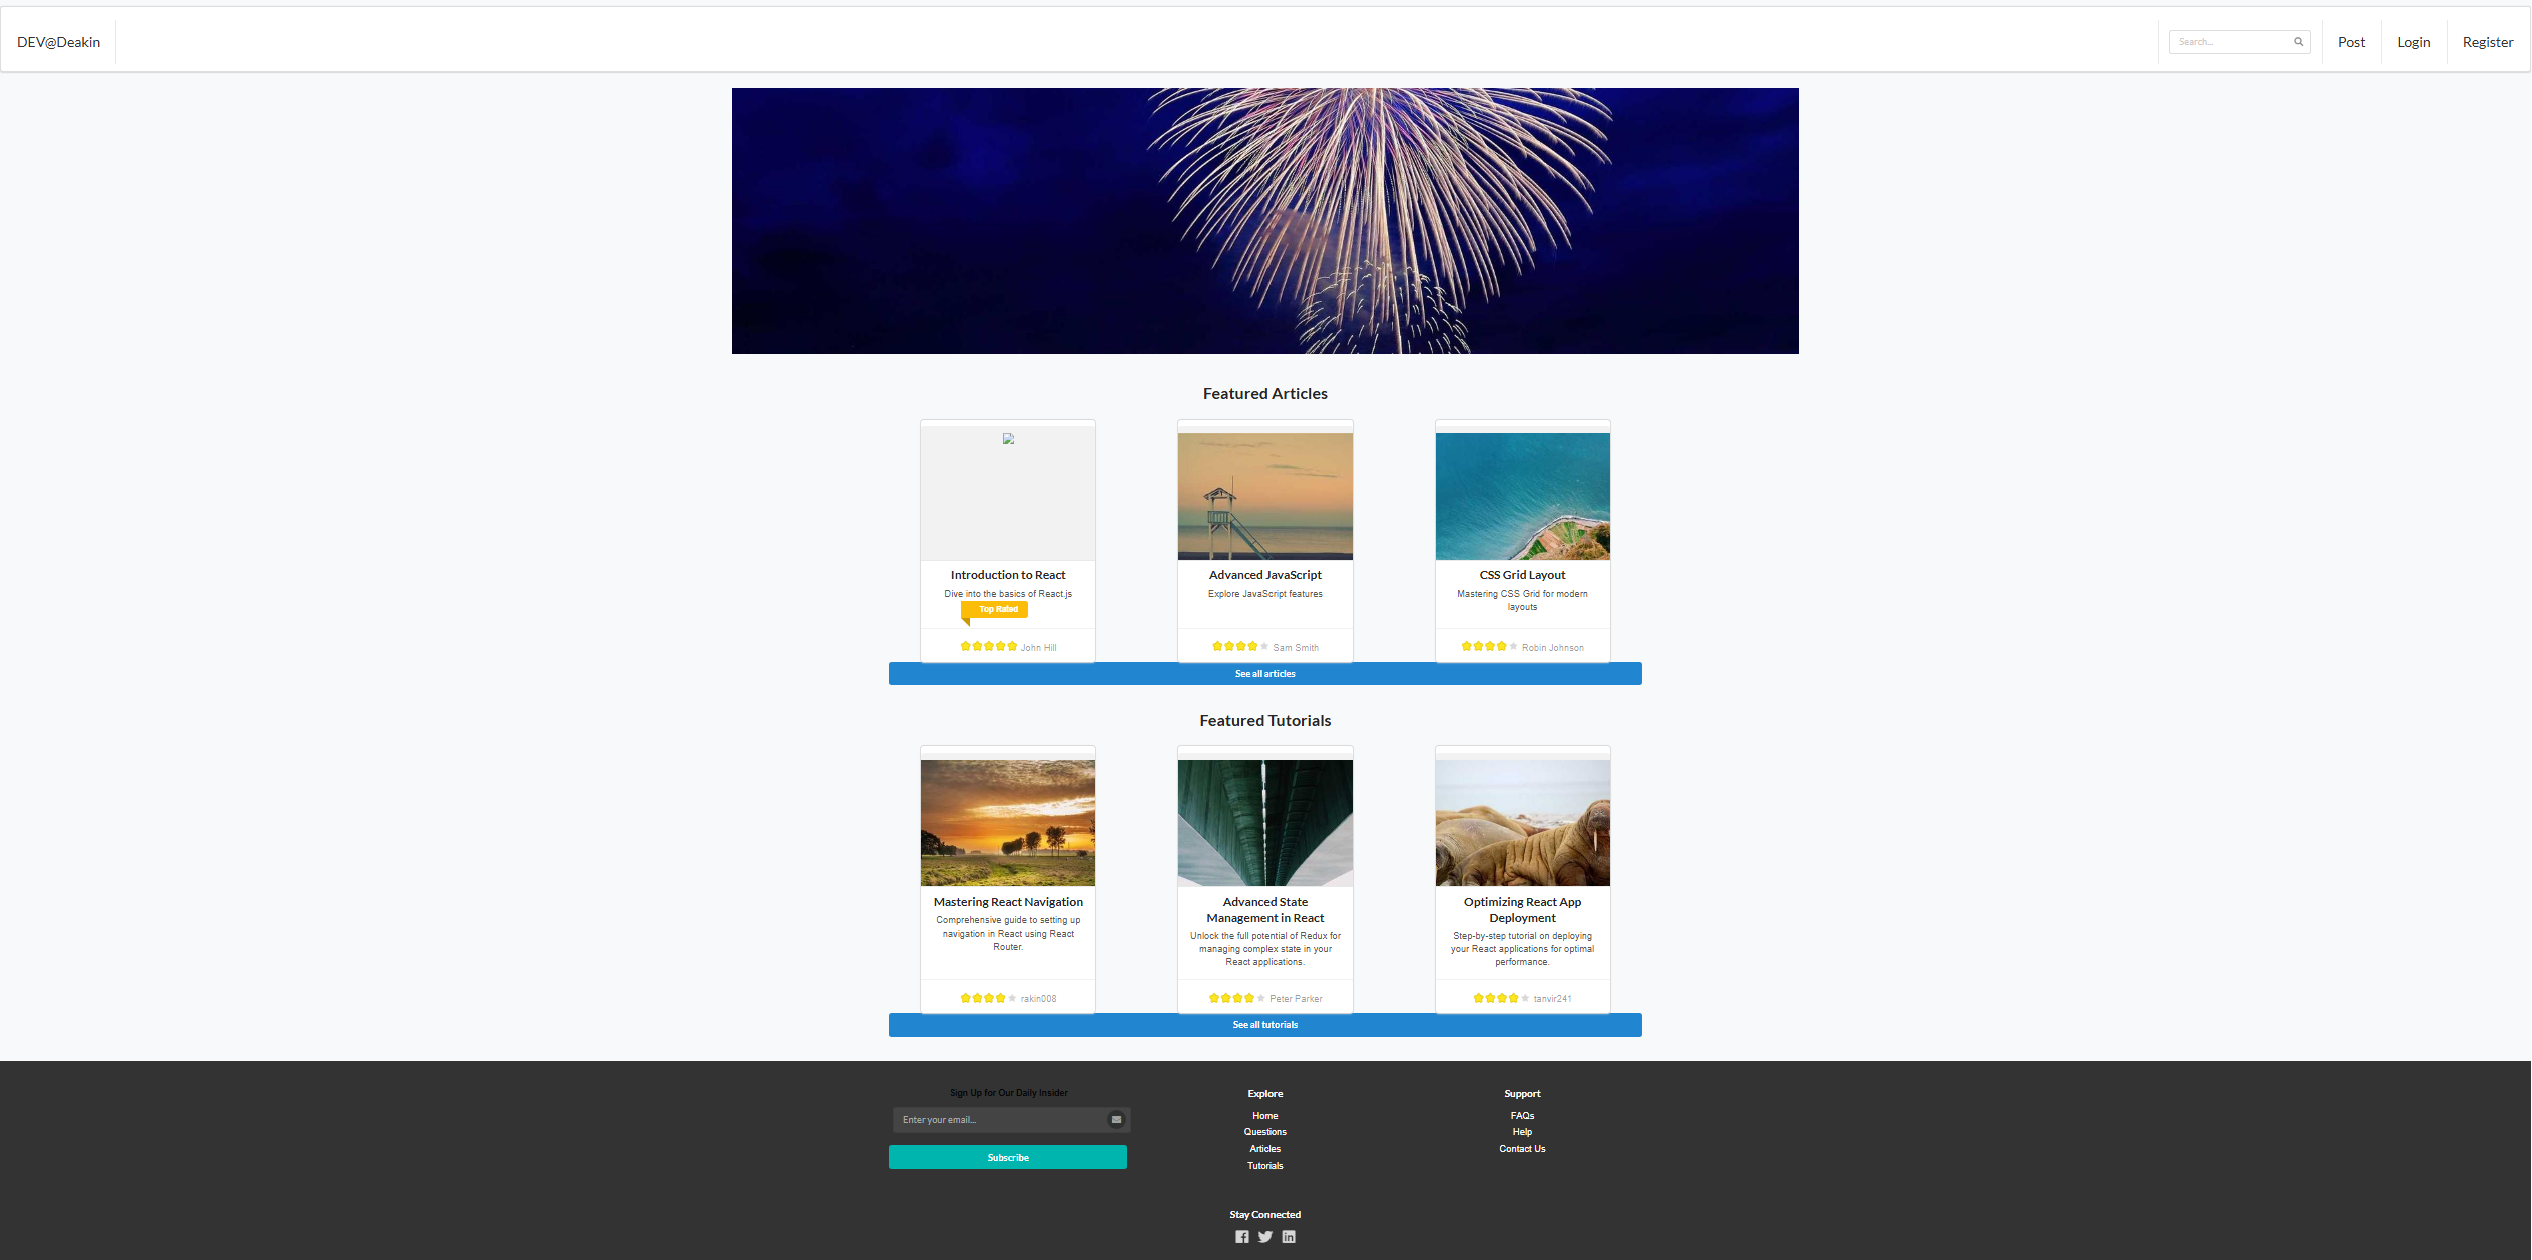 DEV@Deakin
Search...
Post
Login
Register
Featured Articles
Introduction to React
Dive into the basics of React.js
Top Rated
John Hill
Advanced JavaScript
Explore JavaScript features
Sam Smith
CSS Grid Layout
Mastering CSS Grid for modern
layouts
Robin Johnson
See all articles
Featured Tutorials
Mastering React Navigation
Comprehensive guide to setting up
navigation in React using React
Router.
rakin008
Advanced State
Management in React
Unlock the full potential of Redux for
managing complex state in your
React applications.
Peter Parker
Optimizing React App
Deployment
Step-by-step tutorial on deploying
your React applications for optimal
performance.
tanvir241
See all tutorials
Sign Up for Our Daily Insider
Enter your email...
Subscribe
Explore
Home
Questions
Articles
Tutorials
Support
FAQs
Help
Contact Us
Stay Connected